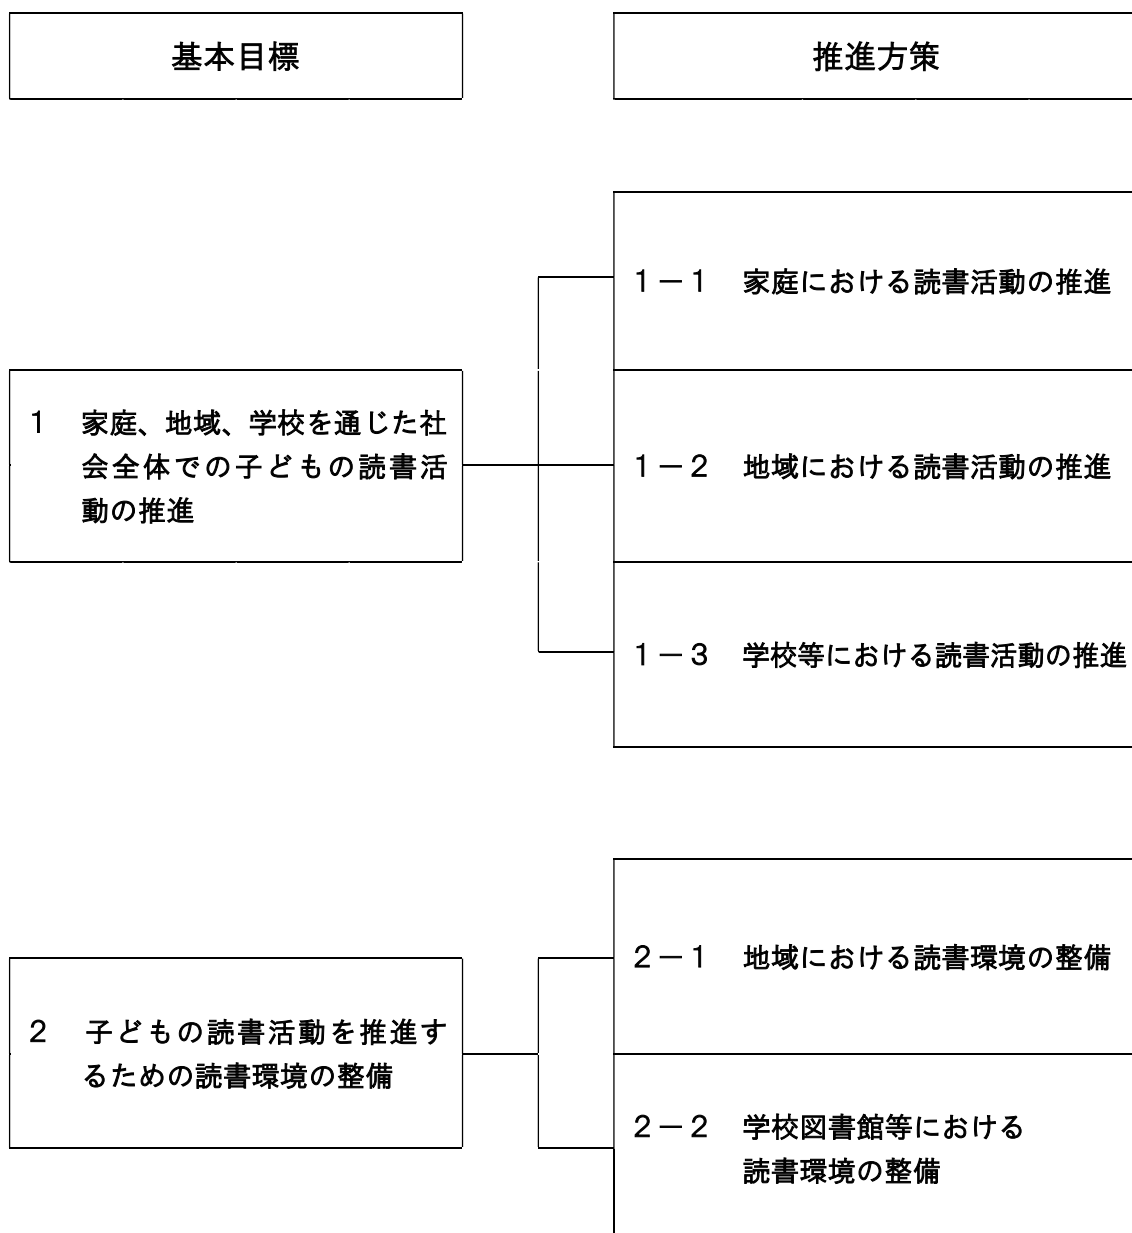 基本目標
推進方策
1－1　家庭における読書活動の推進
1　家庭、地域、学校を通じた社
会全体での子どもの読書活
動の推進
1－2　地域における読書活動の推進
1－3　学校等における読書活動の推進
2－1　地域における読書環境の整備
2　子どもの読書活動を推進す
るための読書環境の整備
2－2　学校図書館等における
読書環境の整備